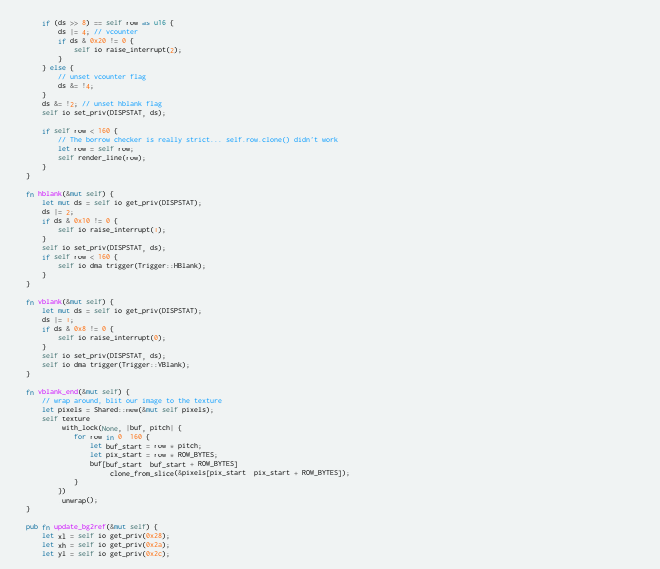 if (ds >> 8) == self row as u16 {
ds |= 4; // vcounter
if ds & 0x20 != 0 {
self io raise_interrupt(2);
}
} else {
// unset vcounter flag
ds &= !4;
}
ds &= !2; // unset hblank flag
self io set_priv(DISPSTAT, ds);
if self row < 160 {
// The borrow checker is really strict... self.row.clone() didn't work
let row = self row;
self render_line(row);
}
}
fn hblank(&mut self) {
let mut ds = self io get_priv(DISPSTAT);
ds |= 2;
if ds & 0x10 != 0 {
self io raise_interrupt(1);
}
self io set_priv(DISPSTAT, ds);
if self row < 160 {
self io dma trigger(Trigger::HBlank);
}
}
fn vblank(&mut self) {
let mut ds = self io get_priv(DISPSTAT);
ds |= 1;
if ds & 0x8 != 0 {
self io raise_interrupt(0);
}
self io set_priv(DISPSTAT, ds);
self io dma trigger(Trigger::VBlank);
}
fn vblank_end(&mut self) {
// wrap around, blit our image to the texture
let pixels = Shared::new(&mut self pixels);
self texture
with_lock(None, |buf, pitch| {
for row in 0 160 {
let buf_start = row * pitch;
let pix_start = row * ROW_BYTES;
buf[buf_start buf_start + ROW_BYTES]
clone_from_slice(&pixels[pix_start pix_start + ROW_BYTES]);
}
})
unwrap();
}
pub fn update_bg2ref(&mut self) {
let xl = self io get_priv(0x28);
let xh = self io get_priv(0x2a);
let yl = self io get_priv(0x2c);